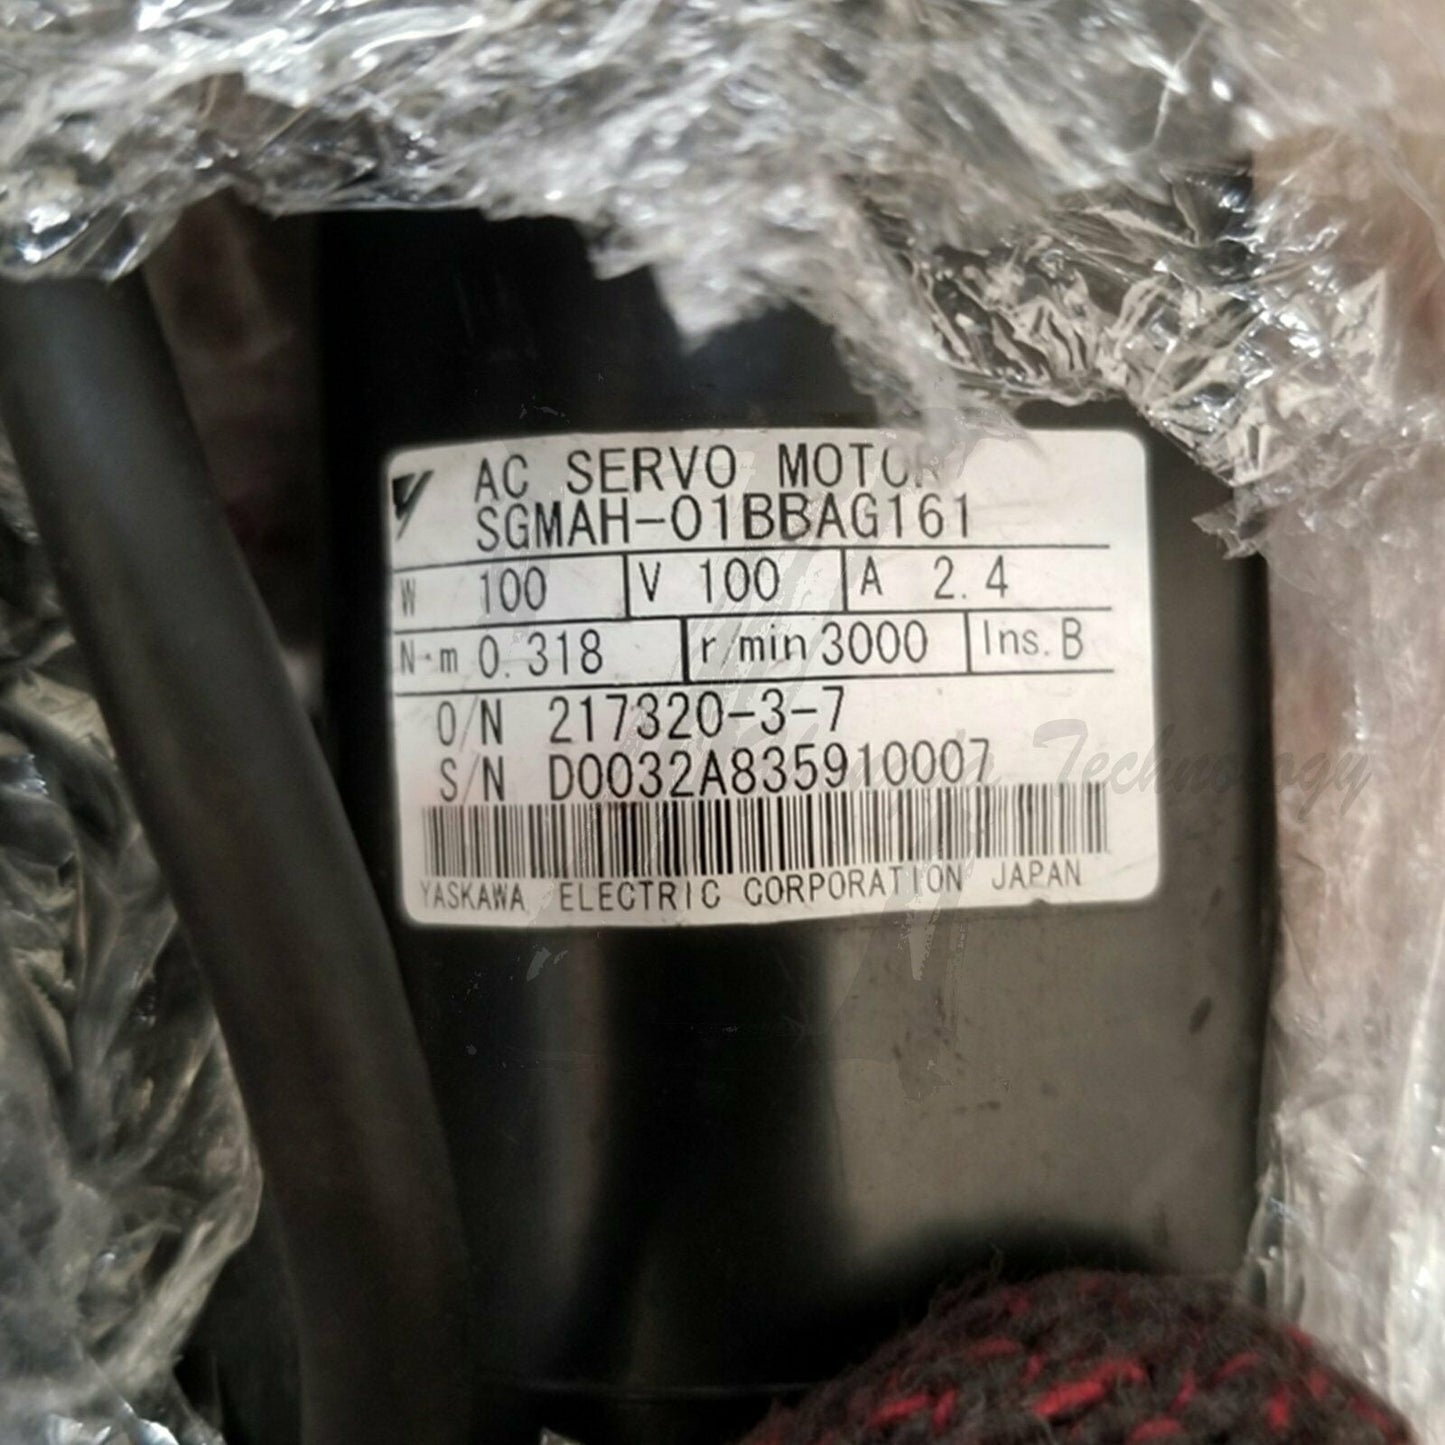 AC SERVO MOTOR
SGMAH-01BBAG161
W 100 V 100 A 2.4
N·m 0.318 r min 3000 Ins. B
O/N 217320-3-7
S/N D0032A835910007
YASKAWA ELECTRIC CORPORATION JAPAN
Technology